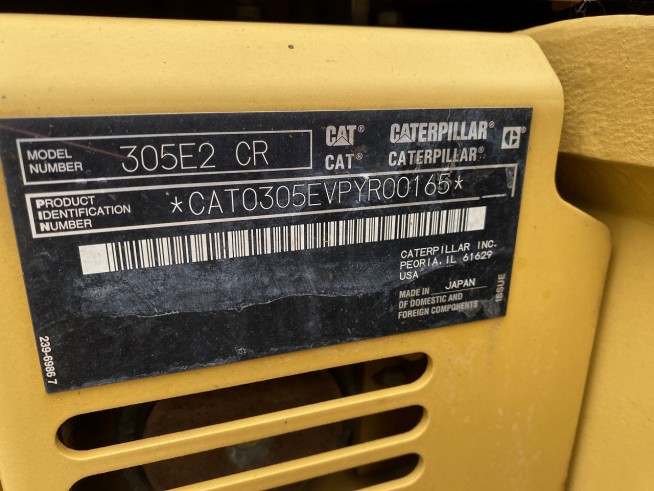 MODEL NUMBER 305E2 CR
CAT® CATERPILLAR®
CAT® CATERPILLAR®
PRODUCT IDENTIFICATION NUMBER *CAT0305EVPYR00165*
CATERPILLAR INC.
PEORIA, IL 61629
USA
MADE IN JAPAN
OF DOMESTIC AND
FOREIGN COMPONENTS
ISSUE
239-6986 7